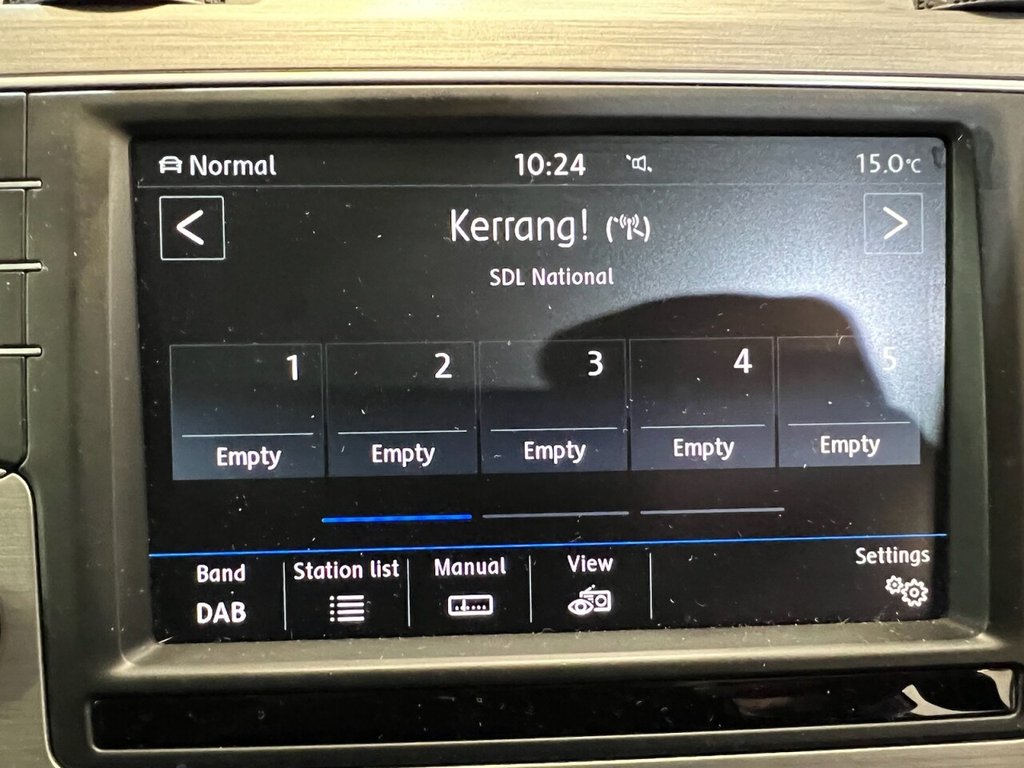 Normal 10:24 15.0°C
Kerrang!
SDL National
1 2 3 4 5
Empty Empty Empty Empty Empty
Band Station list Manual View Settings
DAB